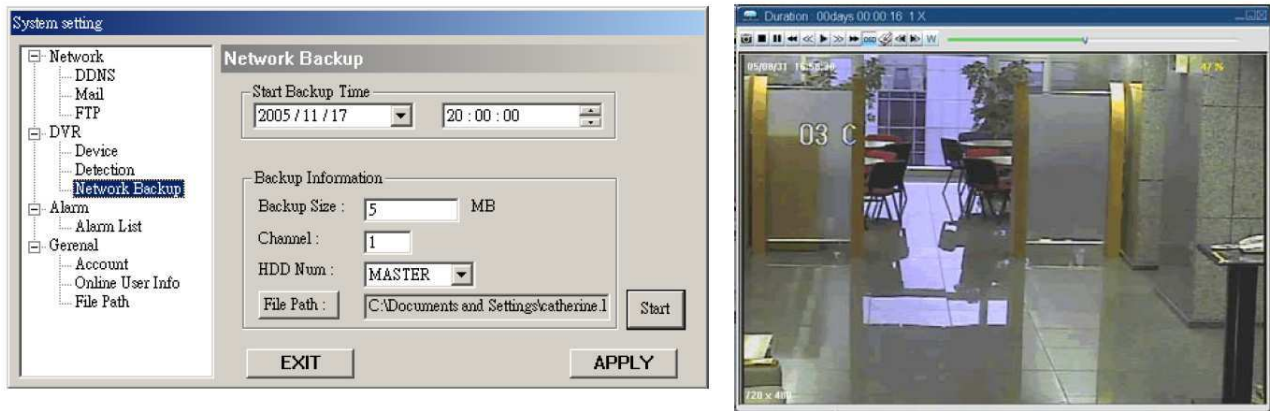 System setting
Network
DDNS
Mail
FTP
DVR
Device
Detection
Network Backup
Alarm
Alarm List
Gerenal
Account
Online User Info
File Path
Network Backup
Start Backup Time
2005 / 11 / 17
20 : 00 : 00
Backup Information
Backup Size :
5
MB
Channel :
1
HDD Num :
MASTER
File Path :
C:\Documents and Settings\catherine.l
Start
EXIT
APPLY
Duration : 00days 00:00:16 1 X
OSD
W
03 C
720 x 480